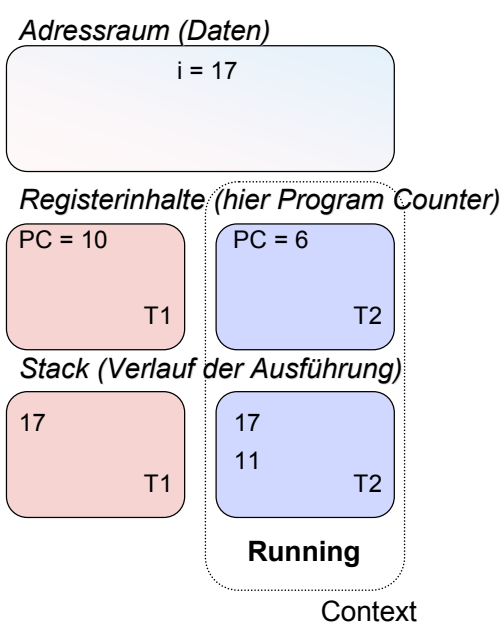 Adressraum (Daten)
i = 17
Registerinhalte (hier Program Counter)
PC = 10
PC = 6
T1
T2
Stack (Verlauf der Ausführung)
17
17
11
T1
T2
Running
Context